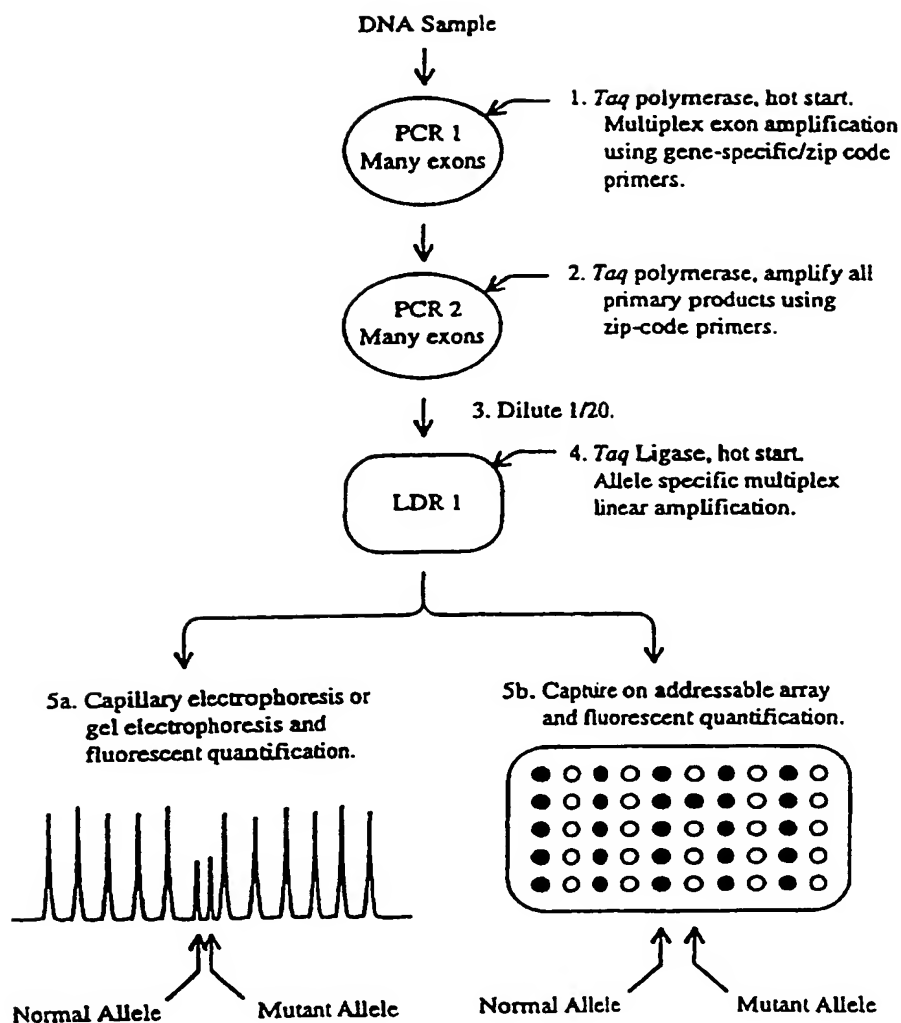 DNA Sample
PCR 1
Many exons
1. Taq polymerase, hot start.
Multiplex exon amplification
using gene-specific/zip code
primers.
PCR 2
Many exons
2. Taq polymerase, amplify all
primary products using
zip-code primers.
3. Dilute 1/20.
LDR 1
4. Taq Ligase, hot start.
Allele specific multiplex
linear amplification.
5a. Capillary electrophoresis or
gel electrophoresis and
fluorescent quantification.
5b. Capture on addressable array
and fluorescent quantification.
Normal Allele
Mutant Allele
Normal Allele
Mutant Allele